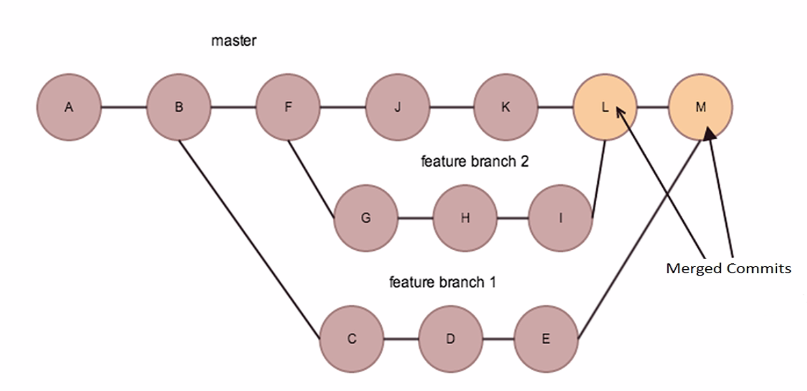 master
A
B
F
J
K
L
M
feature branch 2
G
H
I
Merged Commits
feature branch 1
C
D
E